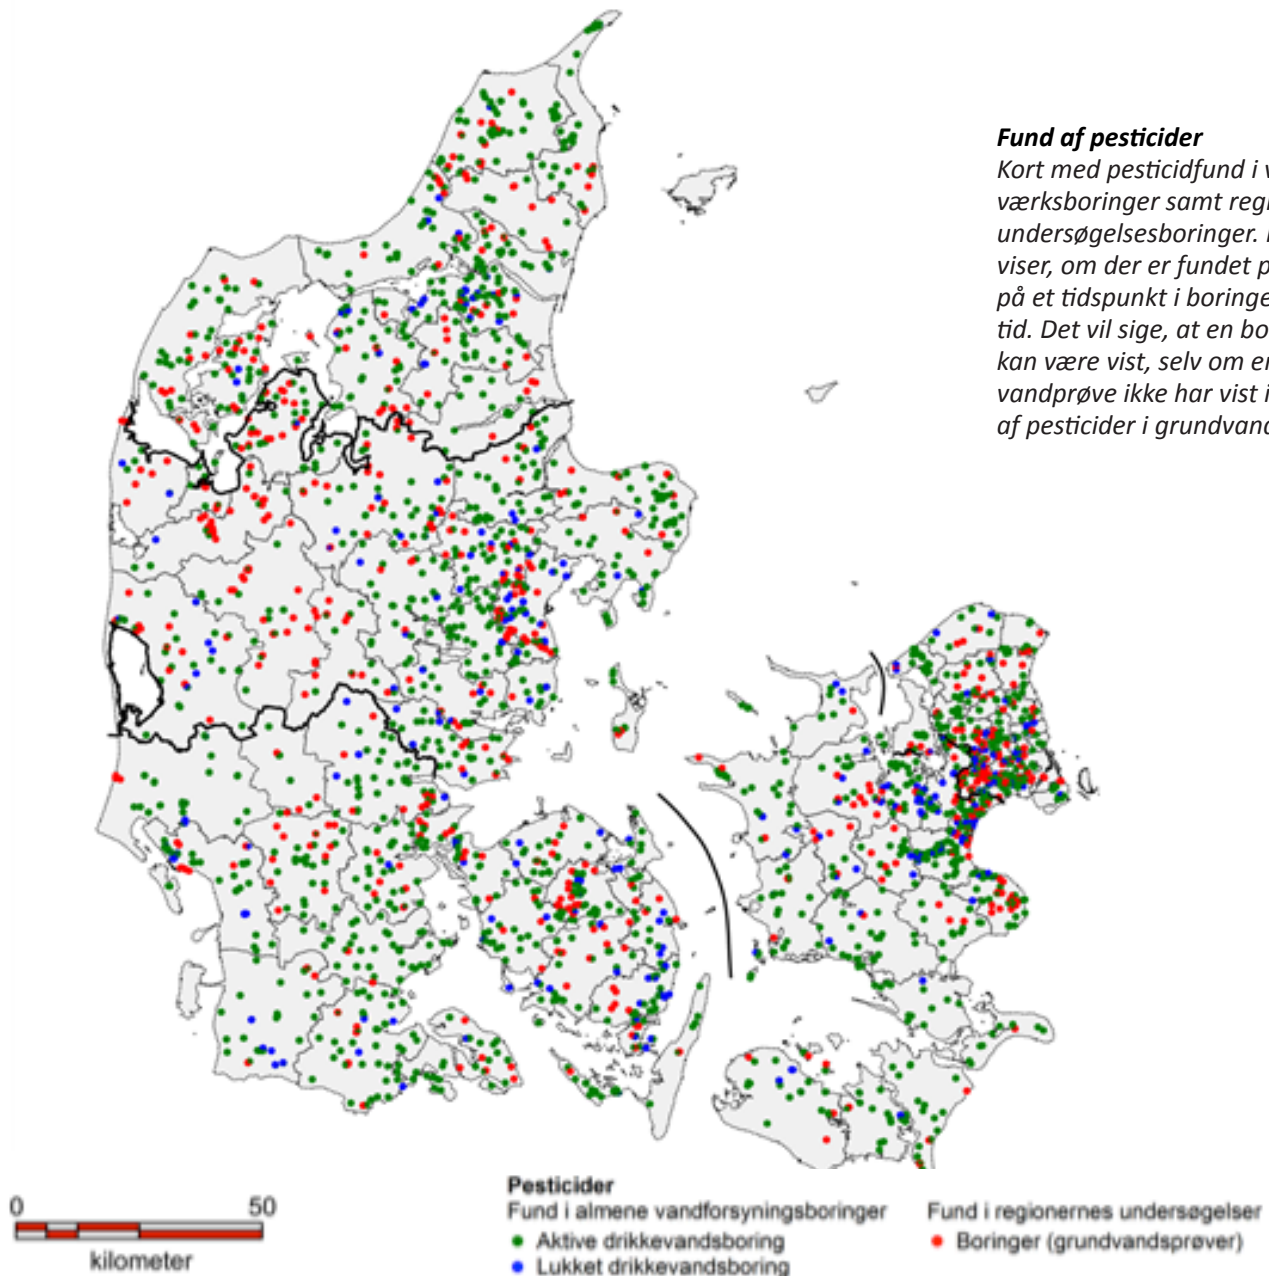 Fund af pesticider
Kort med pesticidfund i v
værksboringer samt regi
undersøgelsesboringer.
viser, om der er fundet p
på et tidspunkt i boringe
tid. Det vil sige, at en bo
kan være vist, selv om er
vandprøve ikke har vist i
af pesticider i grundvand
0 50
kilometer
Pesticider
Fund i almene vandforsyningsboringer
Aktive drikkevandsboring
Lukket drikkevandsboring
Fund i regionernes undersøgelser
Boringer (grundvandsprøver)